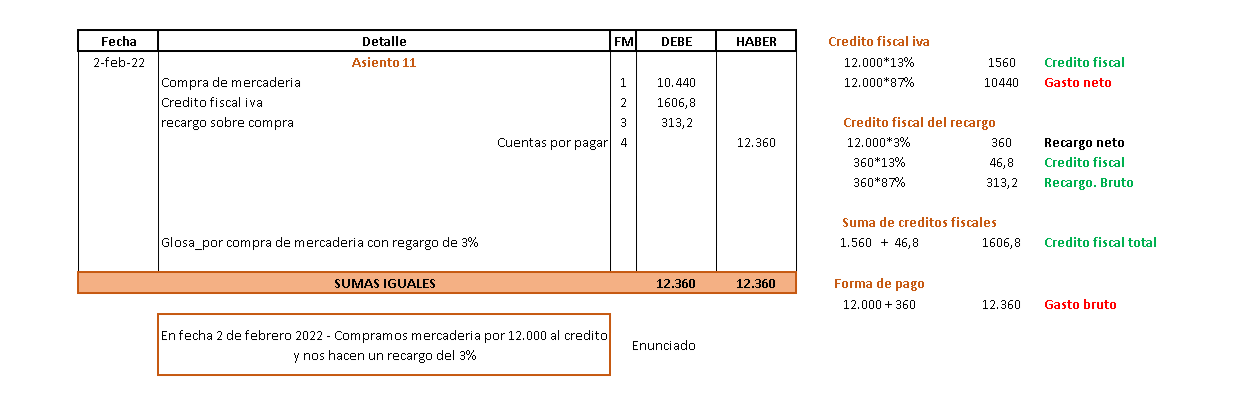 Fecha Detalle FM DEBE HABER
2-feb-22 Asiento 11
Compra de mercaderia 1 10.440
Credito fiscal iva 2 1606,8
recargo sobre compra 3 313,2
Cuentas por pagar 4 12.360
Glosa_por compra de mercaderia con regargo de 3%
SUMAS IGUALES 12.360 12.360
En fecha 2 de febrero 2022 - Compramos mercaderia por 12.000 al credito
y nos hacen un recargo del 3%
Enunciado
Credito fiscal iva
12.000*13% 1560 Credito fiscal
12.000*87% 10440 Gasto neto
Credito fiscal del recargo
12.000*3% 360 Recargo neto
360*13% 46,8 Credito fiscal
360*87% 313,2 Recargo. Bruto
Suma de creditos fiscales
1.560 + 46,8 1606,8 Credito fiscal total
Forma de pago
12.000 + 360 12.360 Gasto bruto